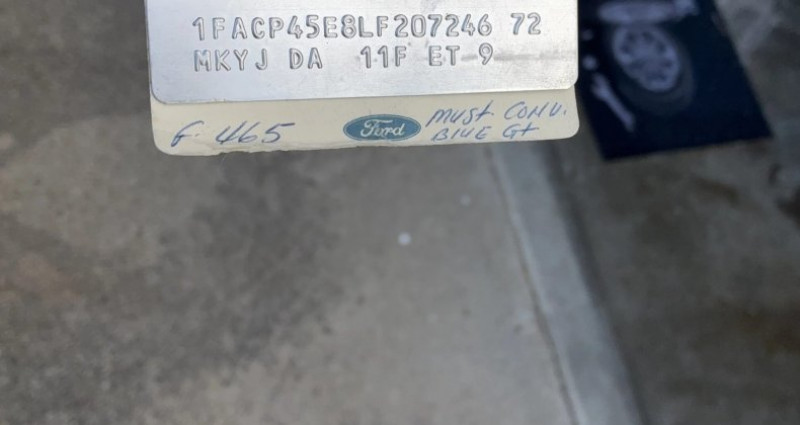 1FACP45E8LF207246 72
MKYJ DA 11F ET 9
G 465 Ford Must Conv.
Blue Gt